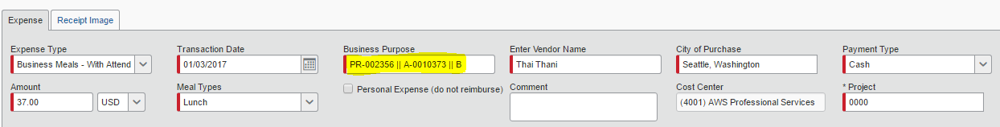 Expense Receipt Image
Expense Type Transaction Date Business Purpose Enter Vendor Name City of Purchase Payment Type
Business Meals - With Attend 01/03/2017 PR-002356 || A-0010373 || B Thai Thani Seattle, Washington Cash
Amount Meal Types Personal Expense (do not reimburse) Comment Cost Center * Project
37.00 USD Lunch (4001) AWS Professional Services 0000